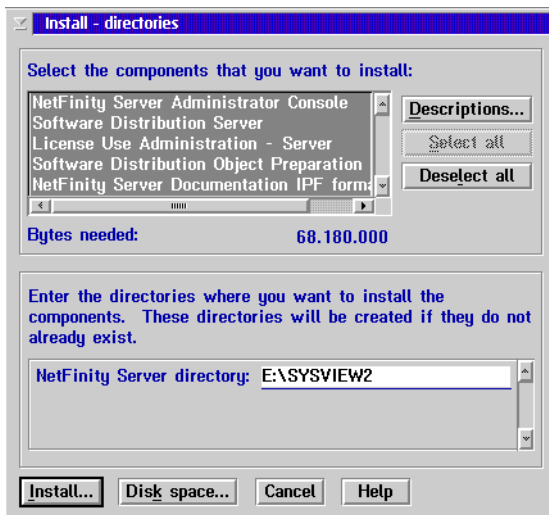 Install - directories
Select the components that you want to install:
NetFinity Server Administrator Console
Software Distribution Server
License Use Administration - Server
Software Distribution Object Preparation
NetFinity Server Documentation IPF forma
Descriptions...
Select all
Deselect all
Bytes needed: 68.180.000
Enter the directories where you want to install the
components. These directories will be created if they do not
already exist.
NetFinity Server directory: E:\SYSVIEW2
Install... Disk space... Cancel Help